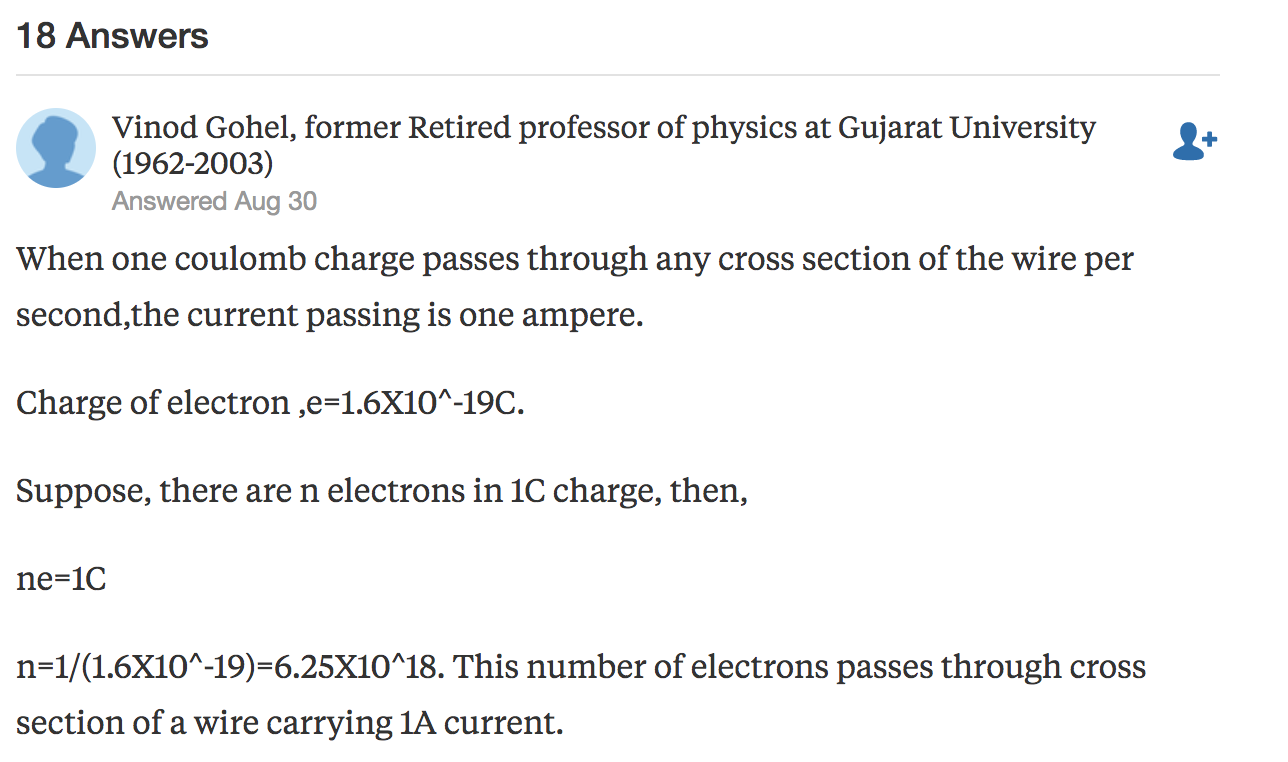 18 Answers
Vinod Gohel, former Retired professor of physics at Gujarat University
(1962-2003)
Answered Aug 30
When one coulomb charge passes through any cross section of the wire per
second,the current passing is one ampere.
Charge of electron ,e=1.6X10^-19C.
Suppose, there are n electrons in 1C charge, then,
ne=1C
n=1/(1.6X10^-19)=6.25X10^18. This number of electrons passes through cross
section of a wire carrying 1A current.